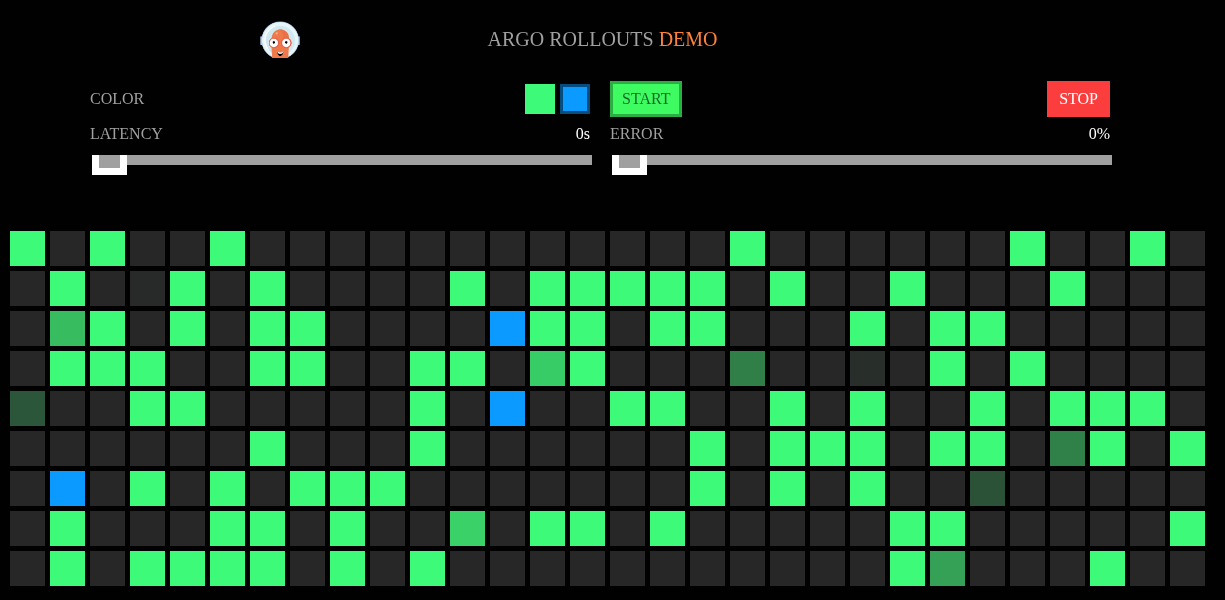 ARGO ROLLOUTS DEMO
COLOR
START
STOP
LATENCY
0s
ERROR
0%